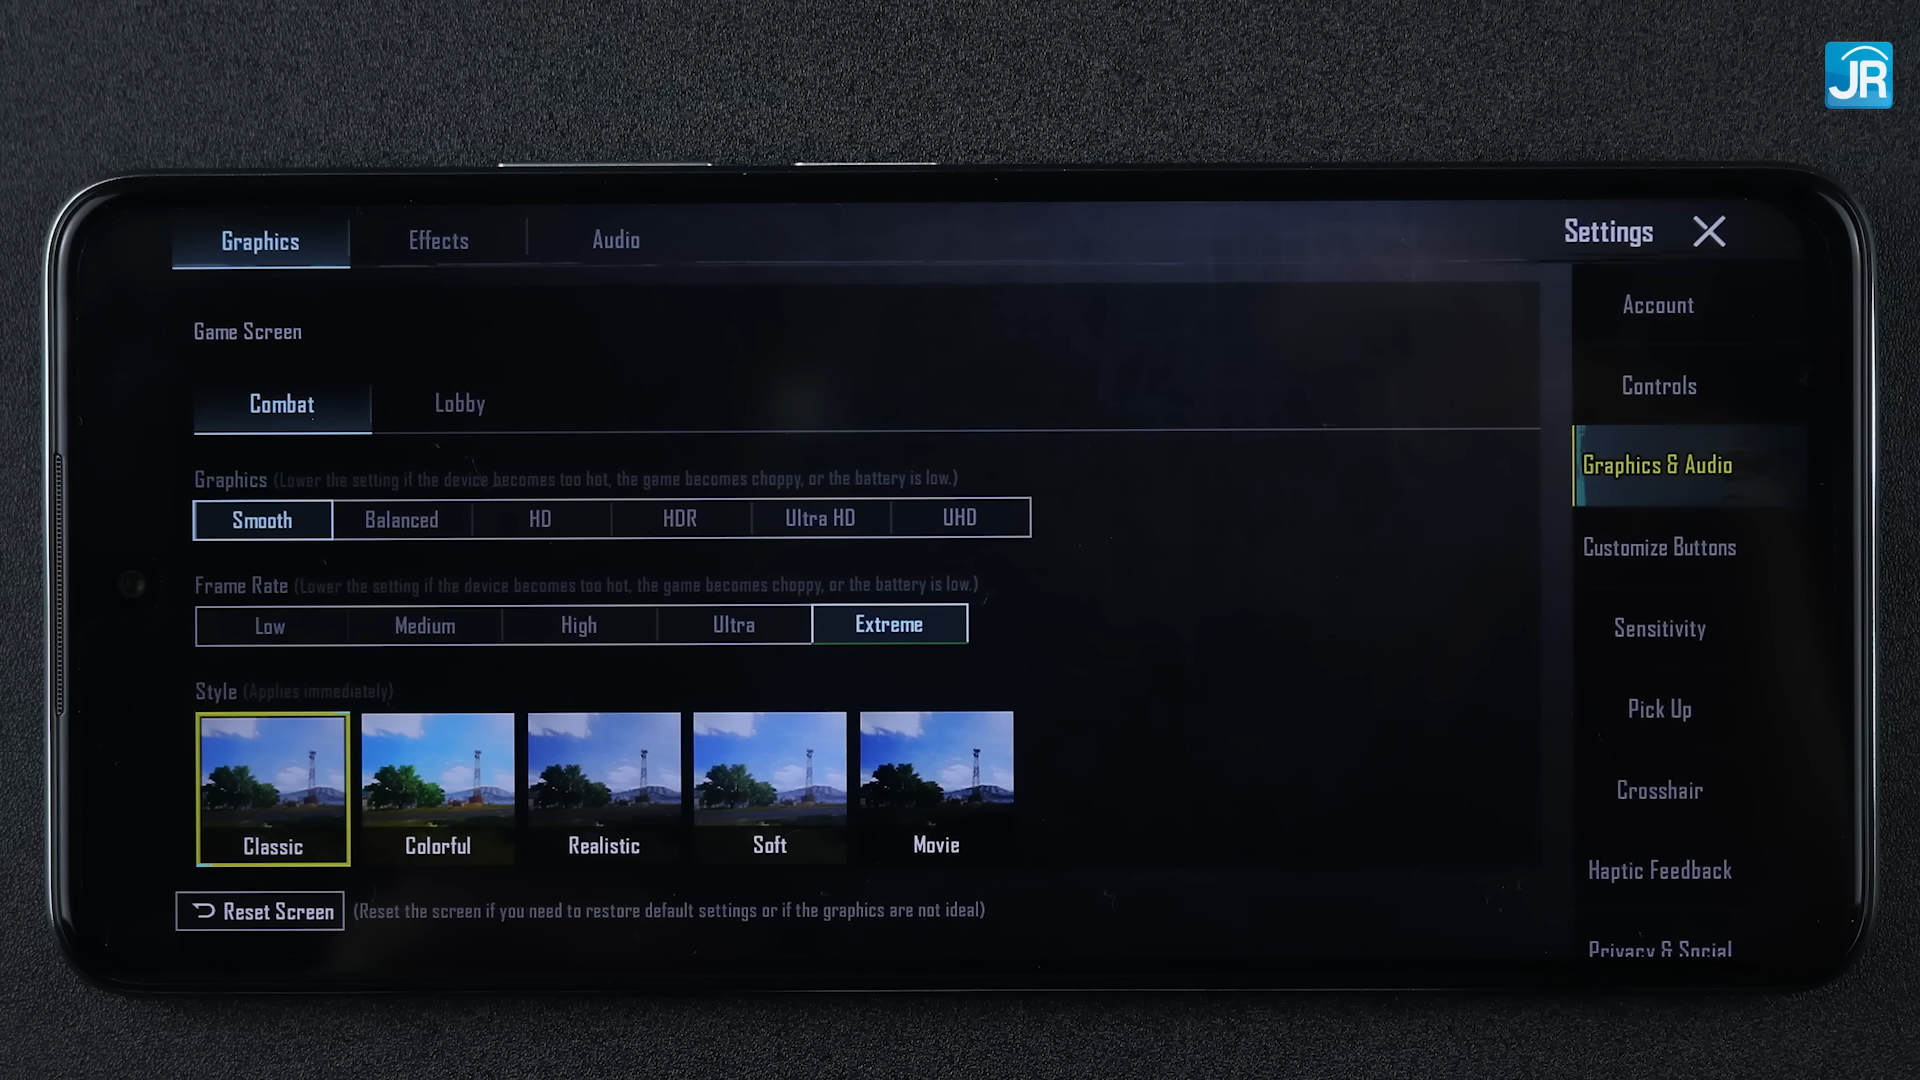 JR
Graphics Effects Audio Settings
Account
Game Screen
Controls
Combat Lobby
Graphics & Audio
Graphics (Lower the setting if the device becomes too hot, the game becomes choppy, or the battery is low.)
Smooth Balanced HD HDR Ultra HD UHD
Customize Buttons
Frame Rate (Lower the setting if the device becomes too hot, the game becomes choppy, or the battery is low.)
Low Medium High Ultra Extreme
Sensitivity
Style (Applies immediately)
Pick Up
Crosshair
Classic Colorful Realistic Soft Movie
Haptic Feedback
Reset Screen (Reset the screen if you need to restore default settings or if the graphics are not ideal)
Privacy & Social